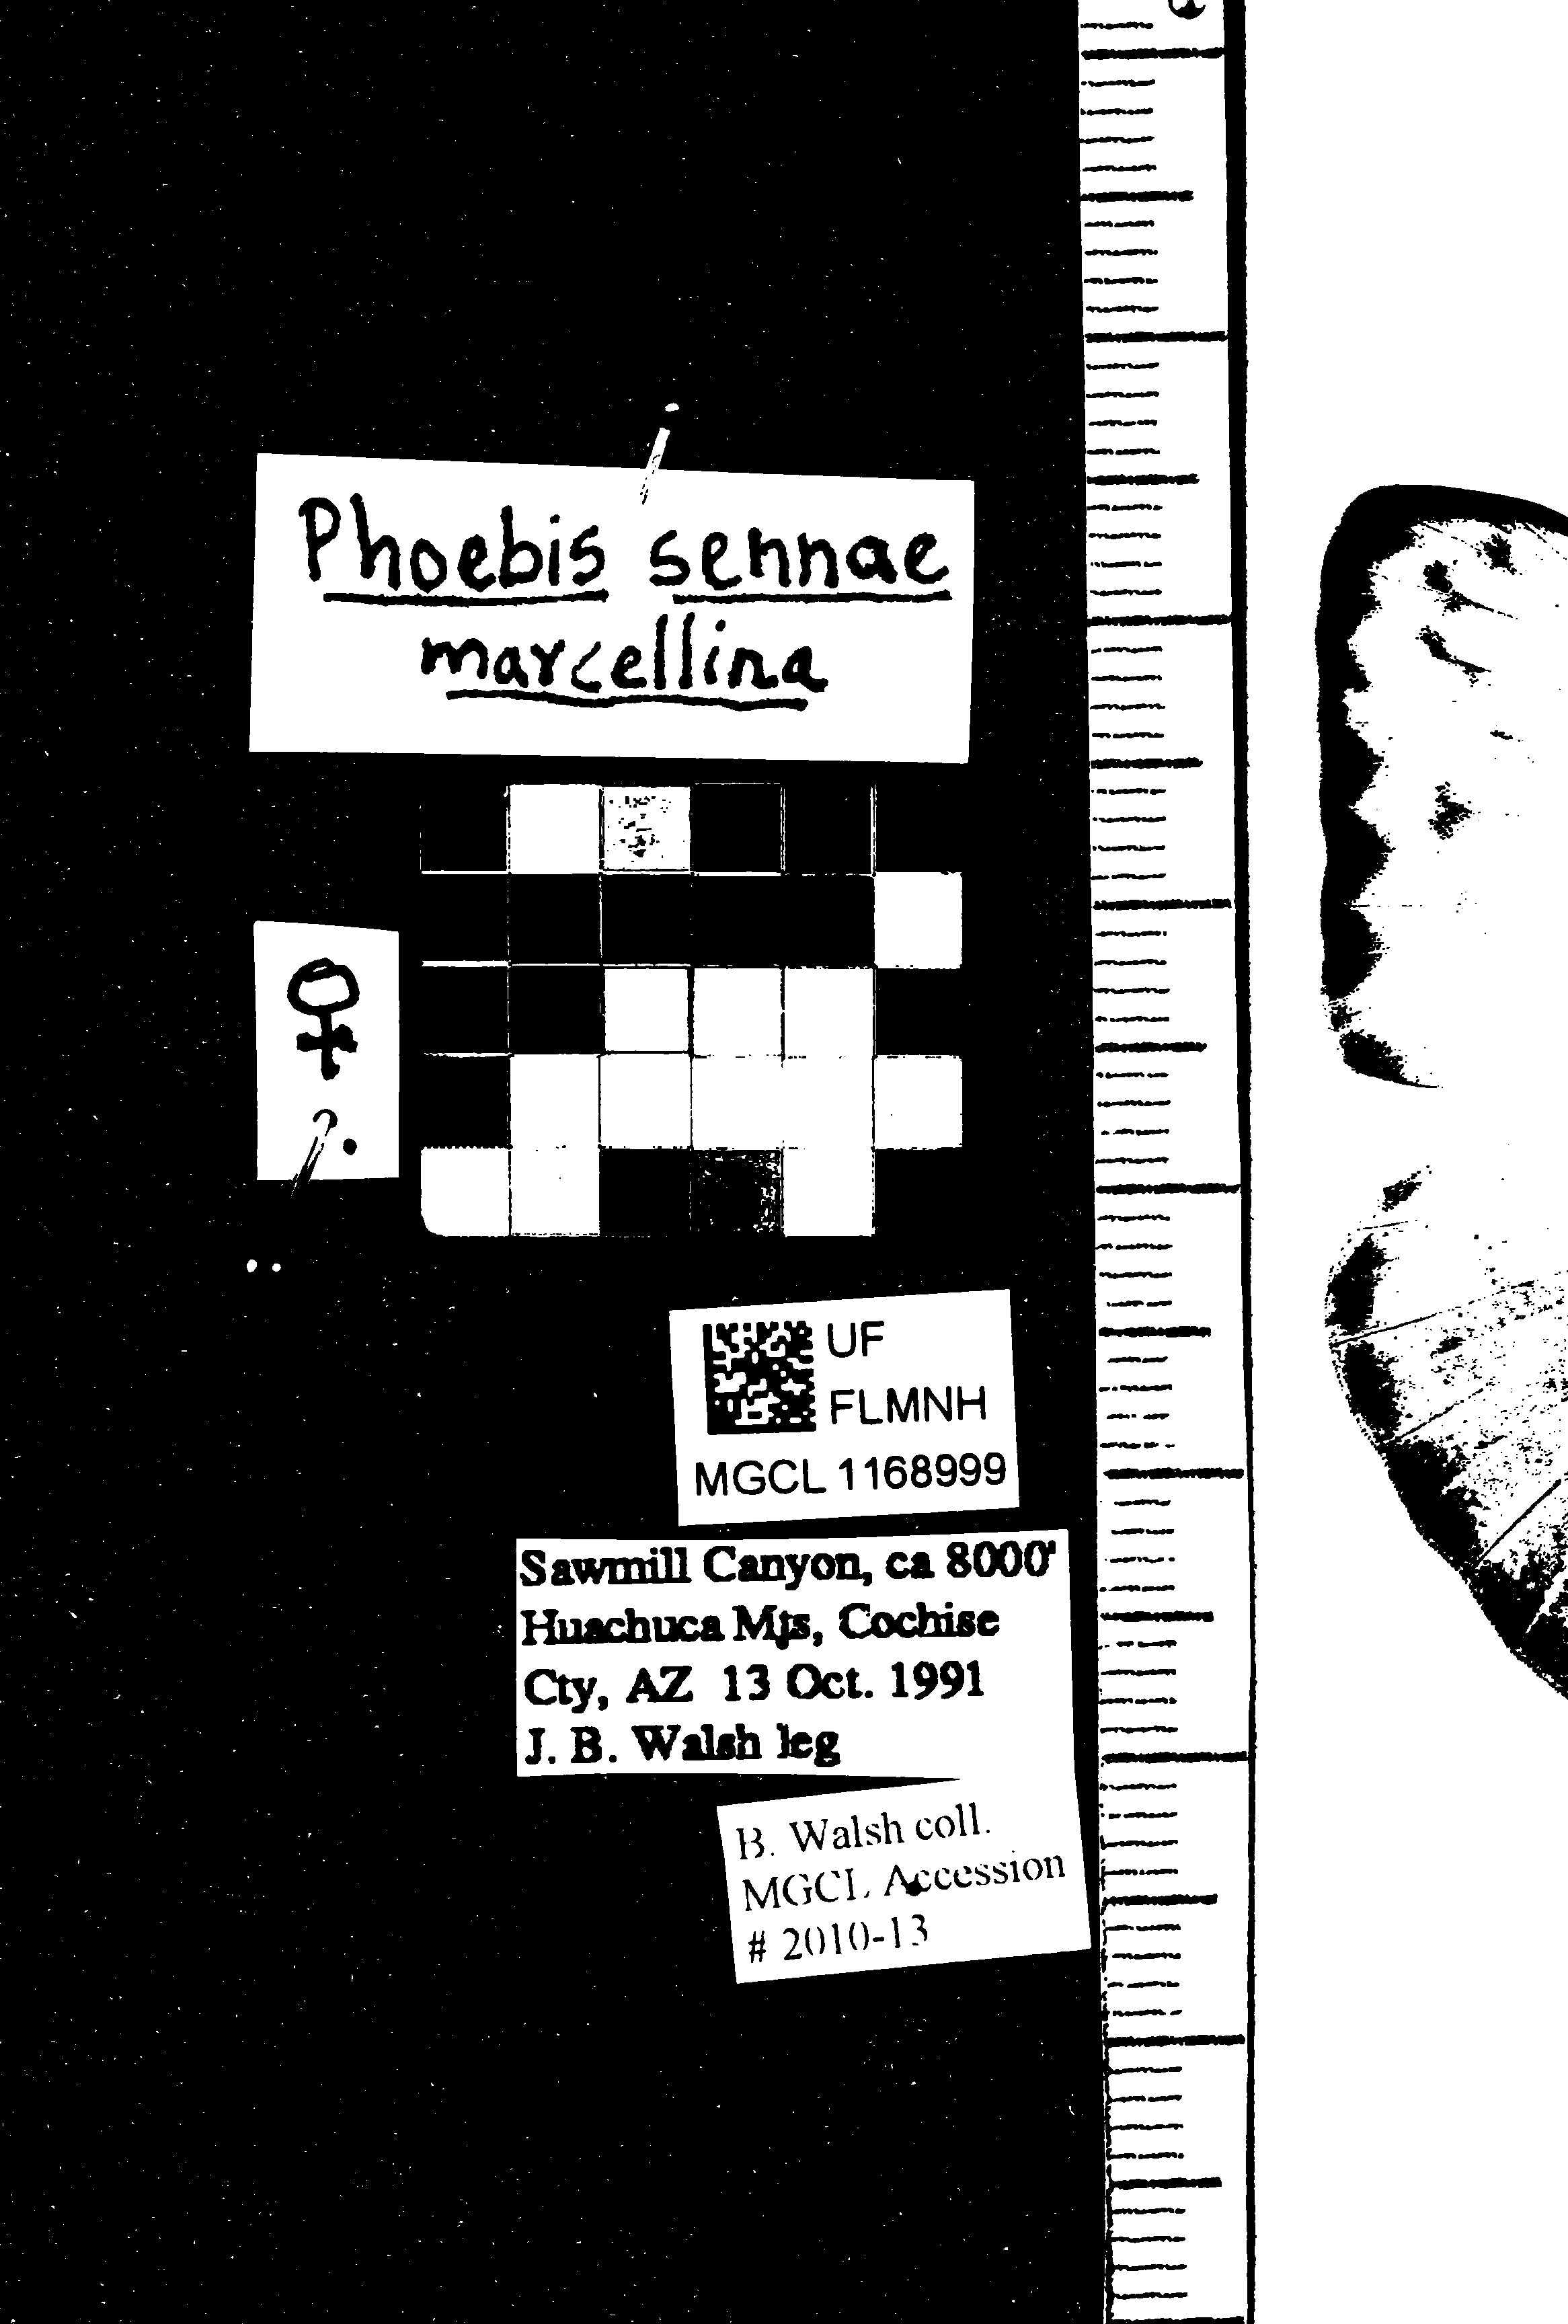 Phoebis sennae
marcellina
♀
?.
UF
FLMNH
MGCL 1168999
Sawmill Canyon, ca 8000'
Huachuca Mts, Cochise
Cty, AZ 13 Oct. 1991
J. B. Walsh leg
B. Walsh coll.
MGCL Accession
# 2010-13